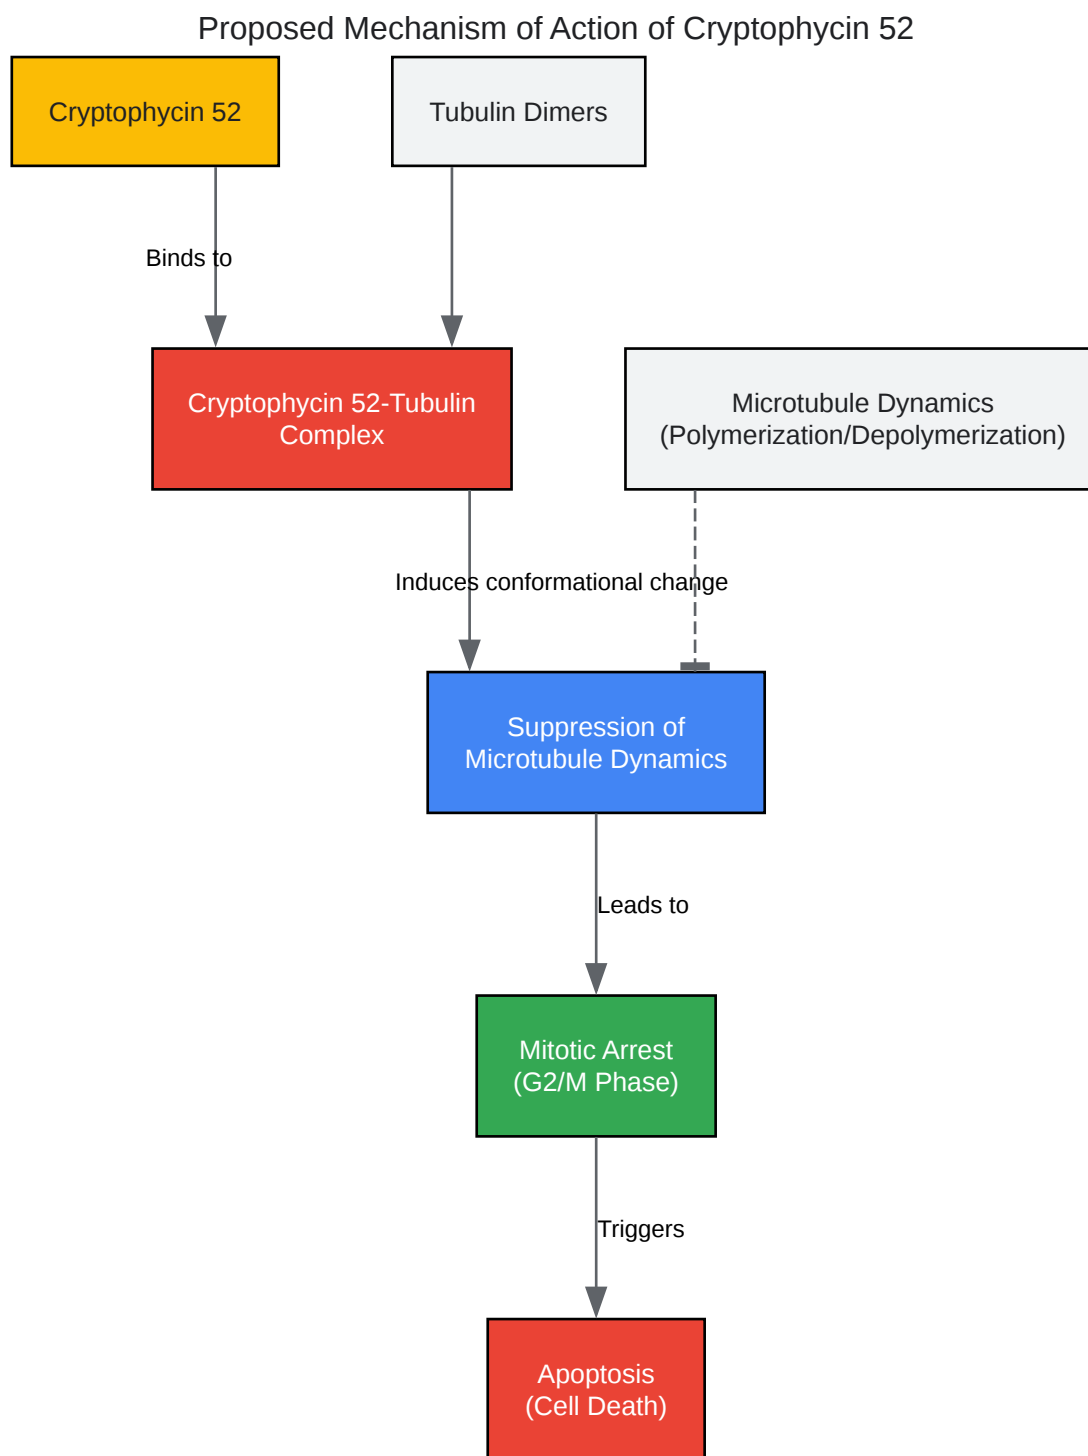 Proposed Mechanism of Action of Cryptophycin 52
Cryptophycin 52
Tubulin Dimers
Binds to
Cryptophycin 52-Tubulin
Complex
Microtubule Dynamics
(Polymerization/Depolymerization)
Induces conformational change
Suppression of
Microtubule Dynamics
Leads to
Mitotic Arrest
(G2/M Phase)
Triggers
Apoptosis
(Cell Death)